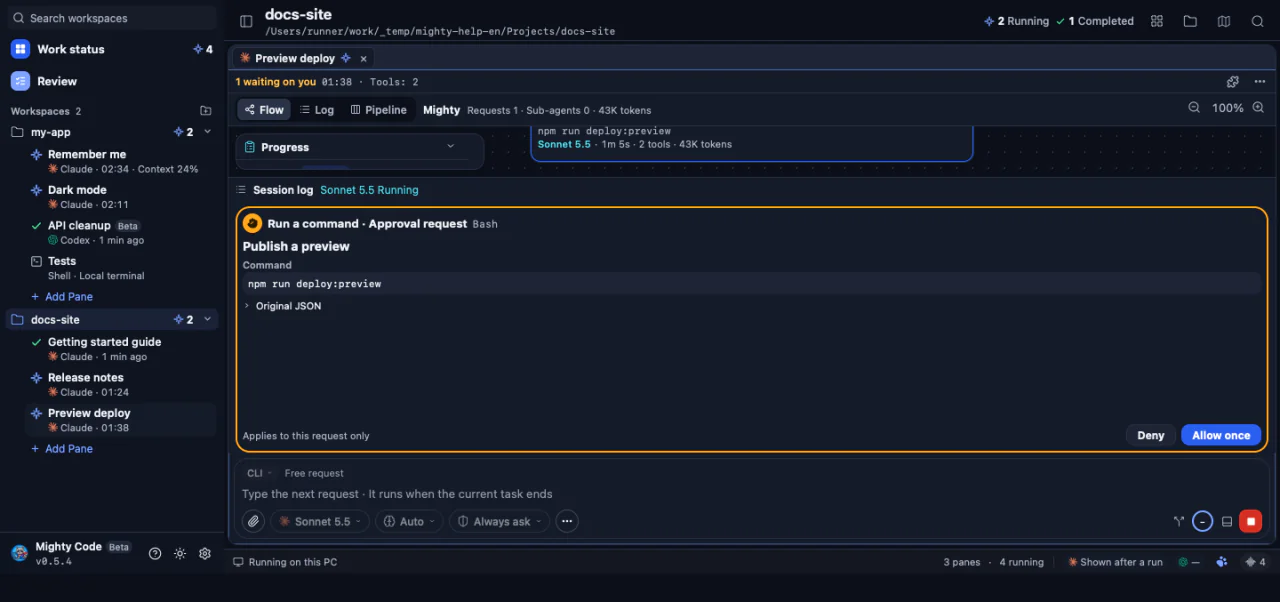 Search workspaces
Work status 4
Review
Workspaces 2
my-app 2
Remember me
Claude · 02:34 · Context 24%
Dark mode
Claude · 02:11
API cleanup Beta
Codex · 1 min ago
Tests
Shell · Local terminal
+ Add Pane
docs-site 2
Getting started guide
Claude · 1 min ago
Release notes
Claude · 01:24
Preview deploy
Claude · 01:38
+ Add Pane
Mighty Code Beta
v0.5.4
docs-site
/Users/runner/work/_temp/mighty-help-en/Projects/docs-site
2 Running 1 Completed
Preview deploy
1 waiting on you 01:38 · Tools: 2
Flow Log Pipeline Mighty Requests 1 · Sub-agents 0 · 43K tokens
100%
Progress
npm run deploy:preview
Sonnet 5.5 · 1m 5s · 2 tools · 43K tokens
Session log Sonnet 5.5 Running
Run a command · Approval request Bash
Publish a preview
Command
npm run deploy:preview
Original JSON
Applies to this request only
Deny Allow once
CLI Free request
Type the next request · It runs when the current task ends
Sonnet 5.5 Auto Always ask
Running on this PC
3 panes · 4 running Shown after a run — 4